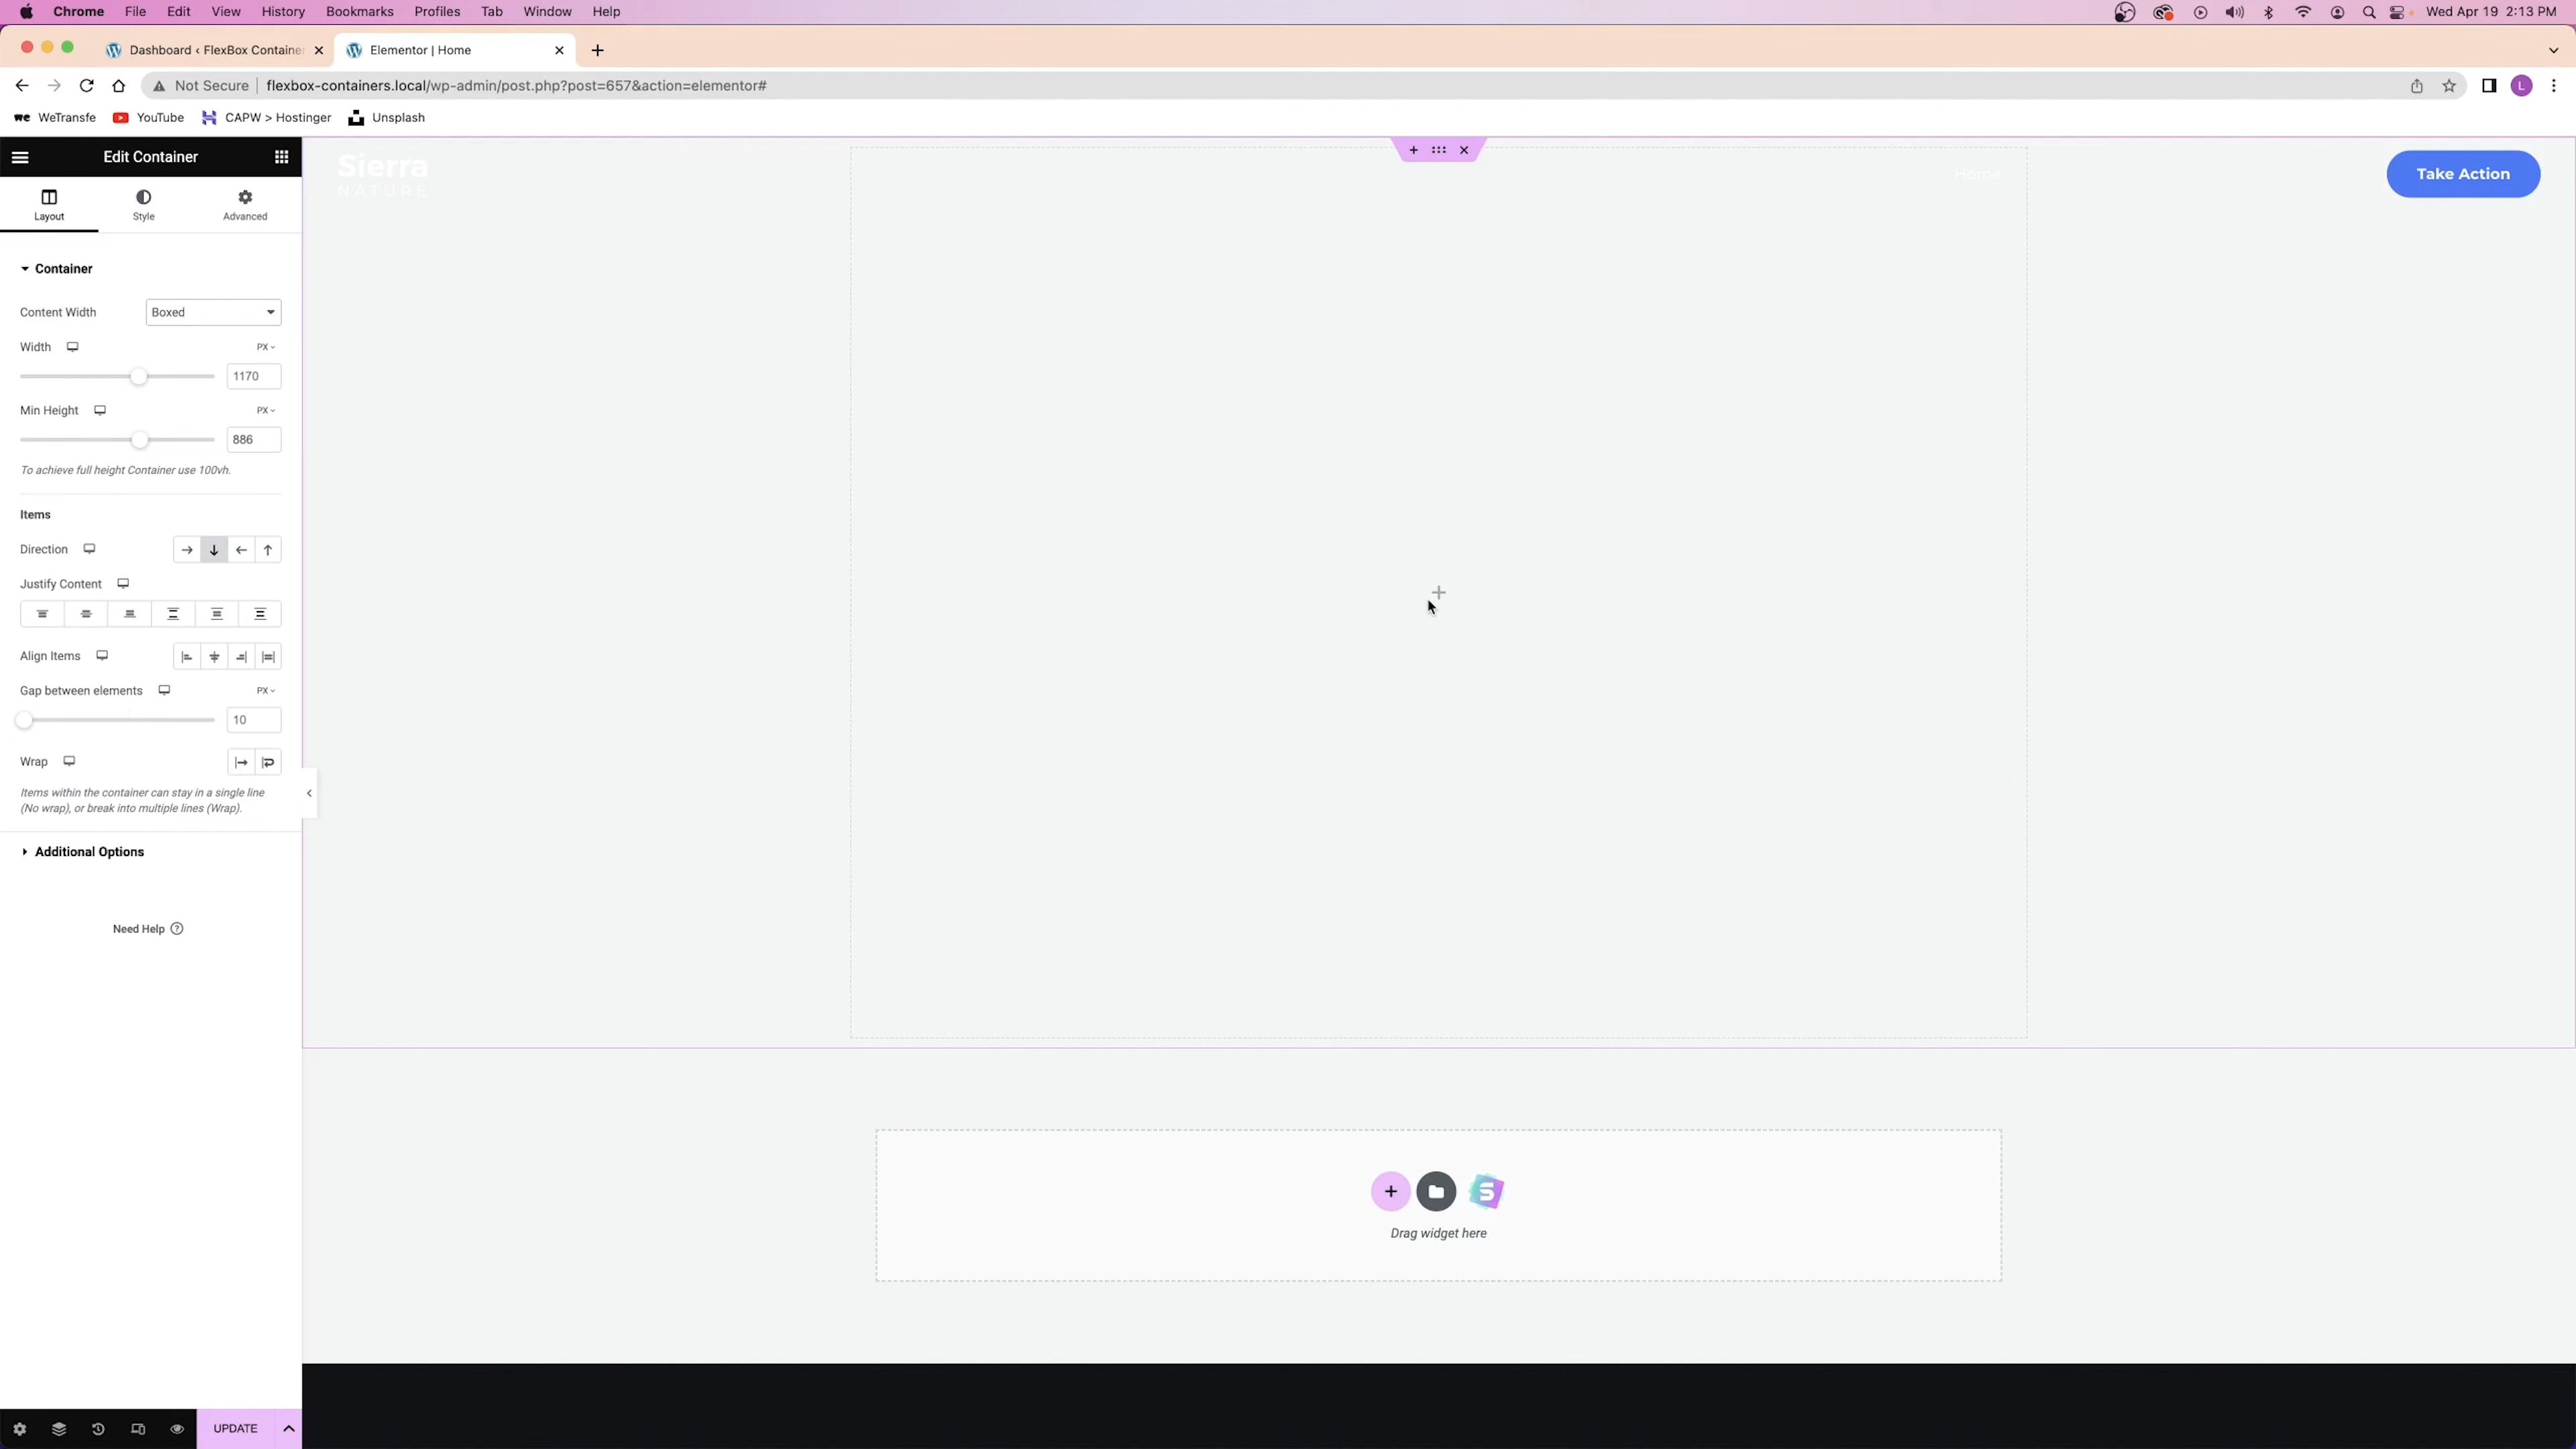 Chrome File Edit View History Bookmarks Profiles Tab Window Help Wed Apr 19 2:13 PM
Dashboard ‹ FlexBox Container Elementor | Home
Not Secure flexbox-containers.local/wp-admin/post.php?post=657&action=elementor# L
we WeTransfe YouTube CAPW > Hostinger Unsplash
Edit Container
Sierra
NATURE
Home
Take Action
Layout Style Advanced
Container
Content Width Boxed
Width PX
1170
Min Height PX
886
To achieve full height Container use 100vh.
Items
Direction
Justify Content
Align Items
Gap between elements PX
10
Wrap
Items within the container can stay in a single line
(No wrap), or break into multiple lines (Wrap).
Additional Options
Need Help
Drag widget here
UPDATE